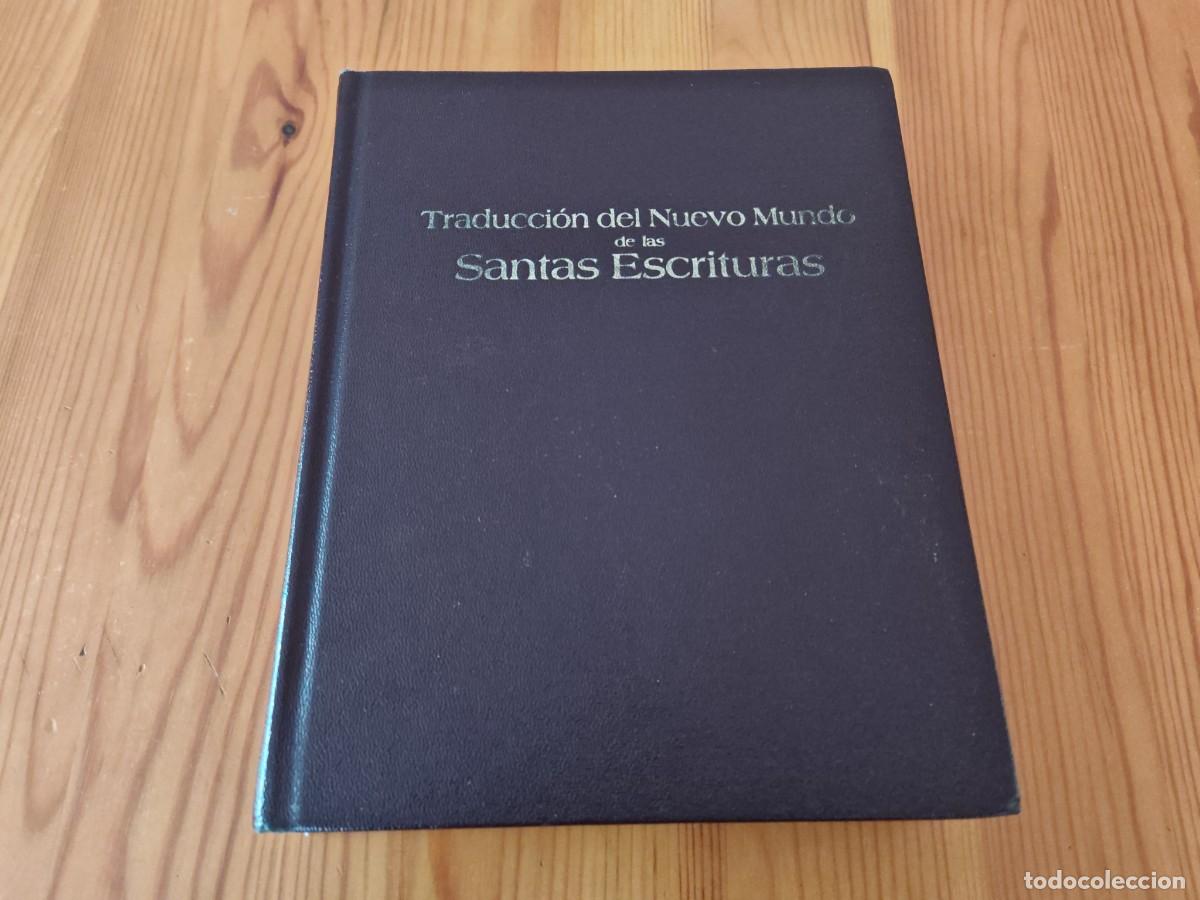 Traducción del Nuevo Mundo
de las
Santas Escrituras
todocoleccion